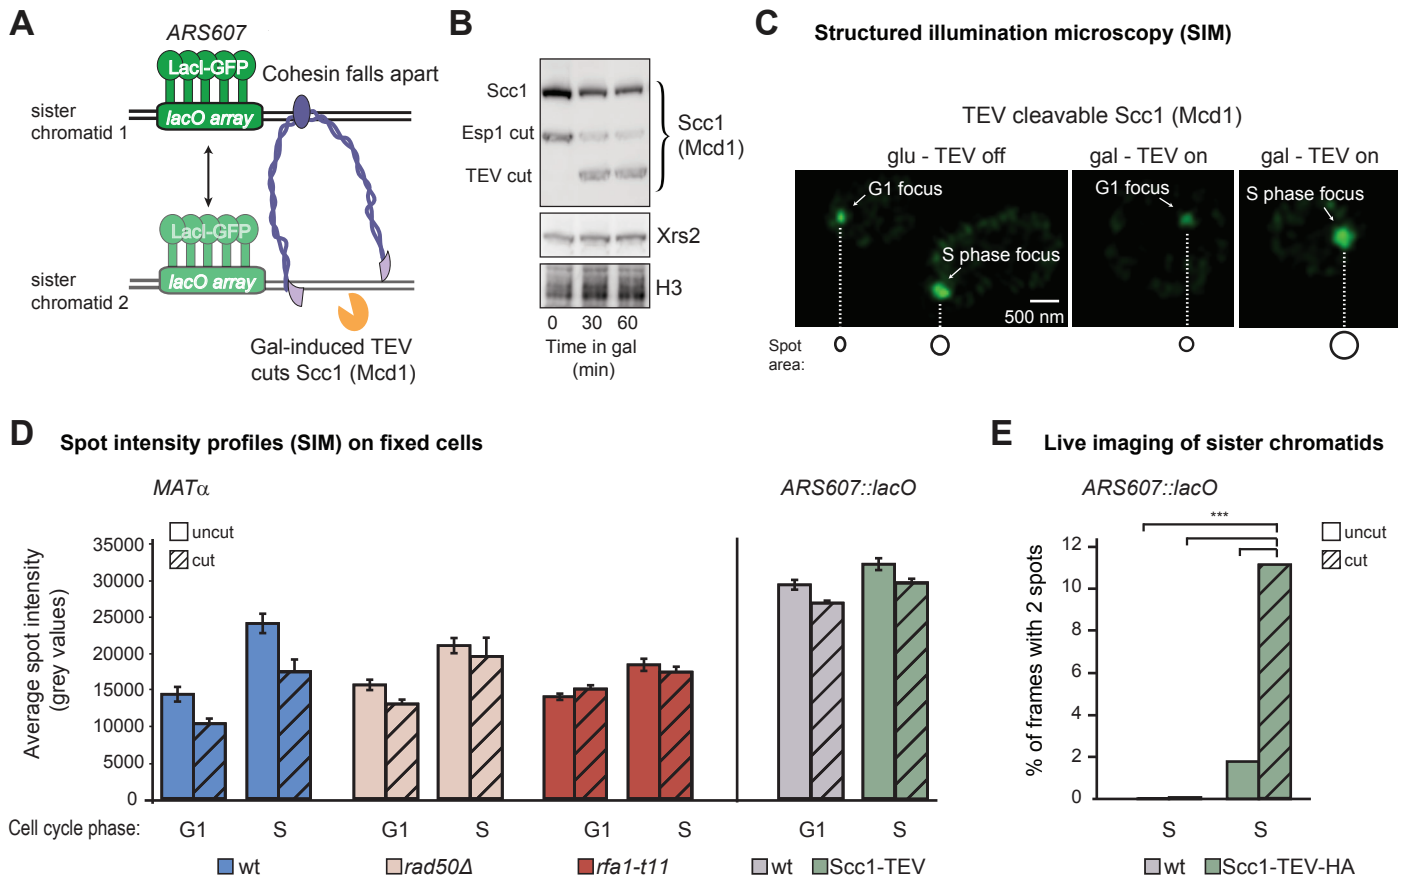 A
ARS607
LacI-GFP
lacO array
Cohesin falls apart
sister
chromatid 1
LacI-GFP
lacO array
sister
chromatid 2
Gal-induced TEV
cuts Scc1 (Mcd1)
B
Scc1
Esp1 cut
TEV cut
Scc1
(Mcd1)
Xrs2
H3
0 30 60
Time in gal
(min)
C
Structured illumination microscopy (SIM)
TEV cleavable Scc1 (Mcd1)
glu - TEV off
gal - TEV on
gal - TEV on
G1 focus
S phase focus
500 nm
G1 focus
S phase focus
Spot
area:
D
Spot intensity profiles (SIM) on fixed cells
MATα
uncut
cut
ARS607::lacO
Average spot intensity
(grey values)
35000
30000
25000
20000
15000
10000
5000
0
Cell cycle phase:
G1 S G1 S G1 S G1 S
wt
rad50Δ
rfa1-t11
wt
Scc1-TEV
E
Live imaging of sister chromatids
ARS607::lacO
***
uncut
cut
% of frames with 2 spots
12
10
8
6
4
2
0
S S
wt
Scc1-TEV-HA